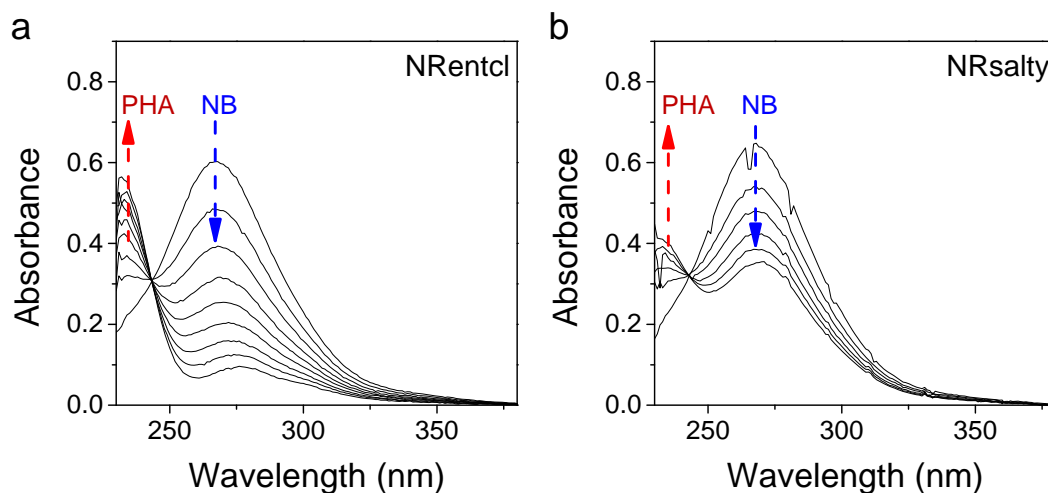 a
NRentcl
PHA NB
0.8
0.6
0.4
0.2
0.0
250 300 350
Absorbance
Wavelength (nm)
b
NRsalty
PHA NB
0.8
0.6
0.4
0.2
0.0
250 300 350
Absorbance
Wavelength (nm)